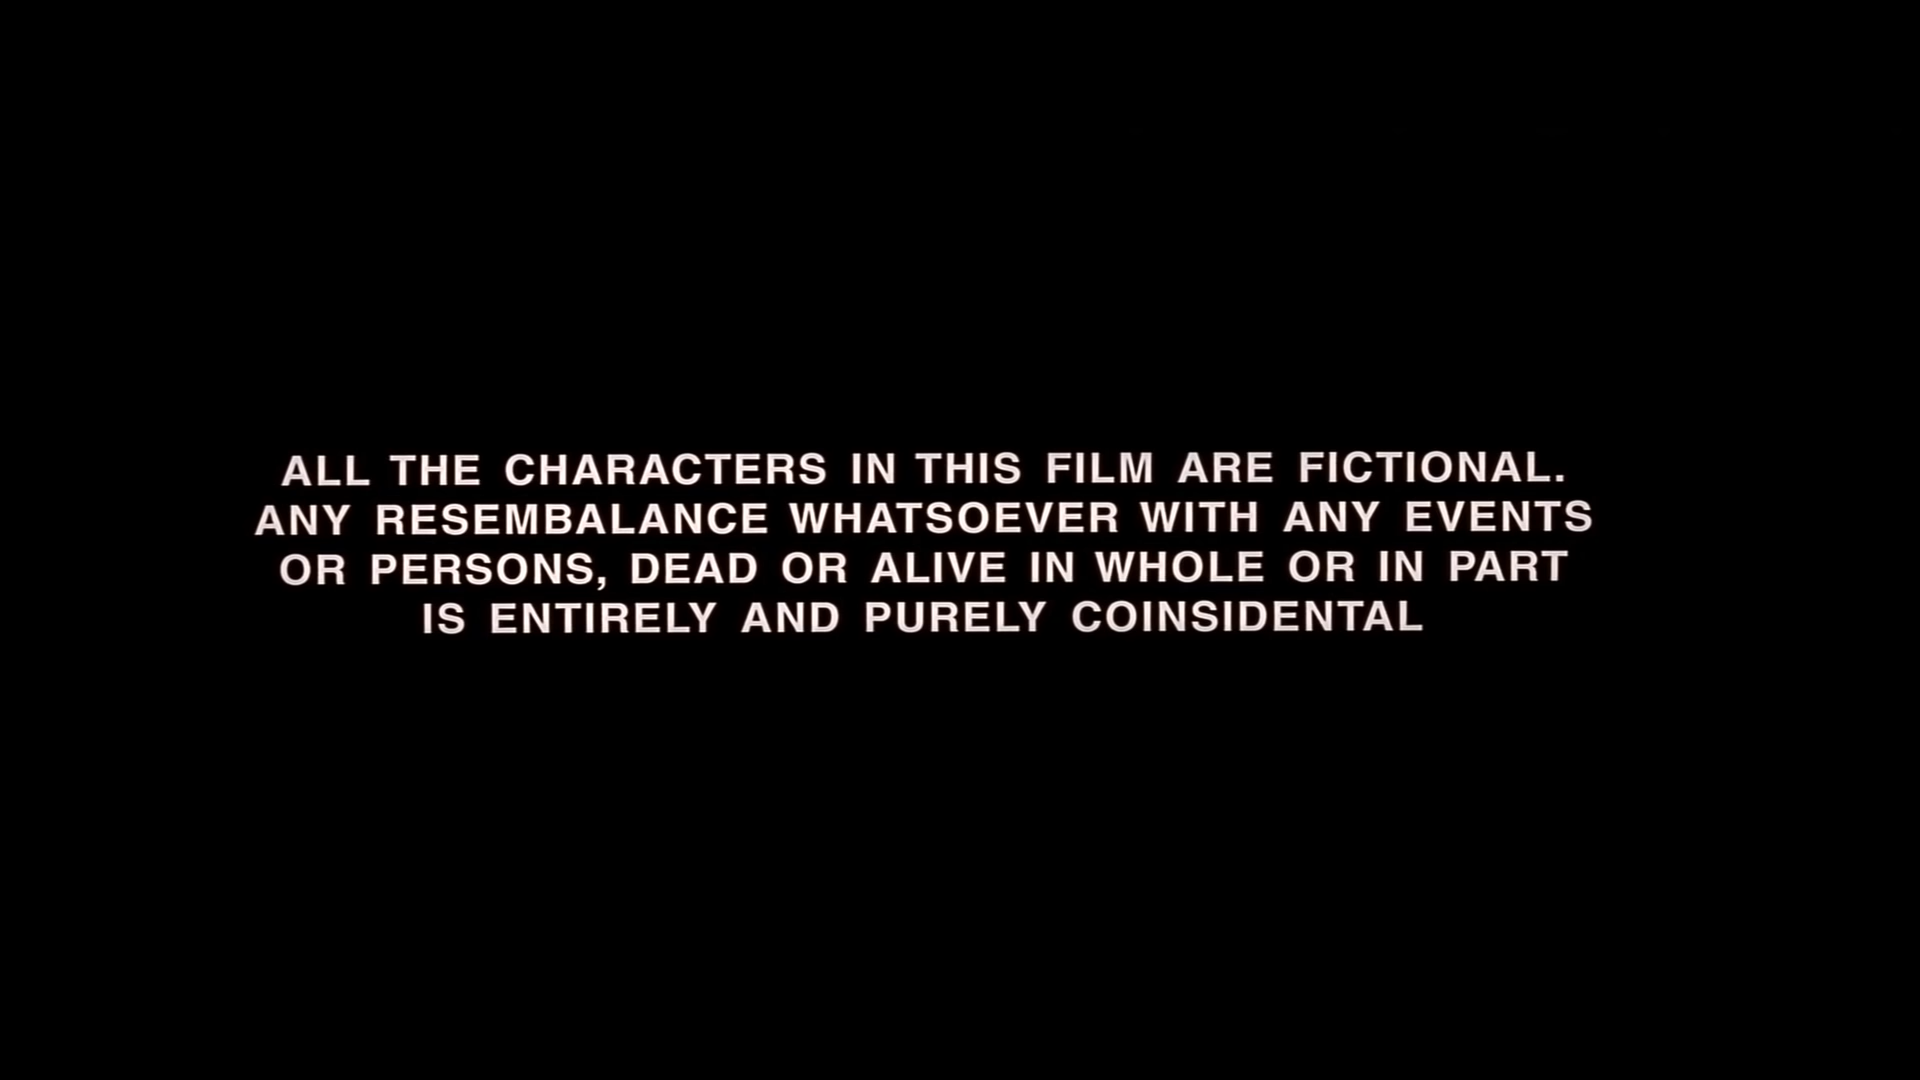 ALL THE CHARACTERS IN THIS FILM ARE FICTIONAL.
ANY RESEMBALANCE WHATSOEVER WITH ANY EVENTS
OR PERSONS, DEAD OR ALIVE IN WHOLE OR IN PART
IS ENTIRELY AND PURELY COINSIDENTAL